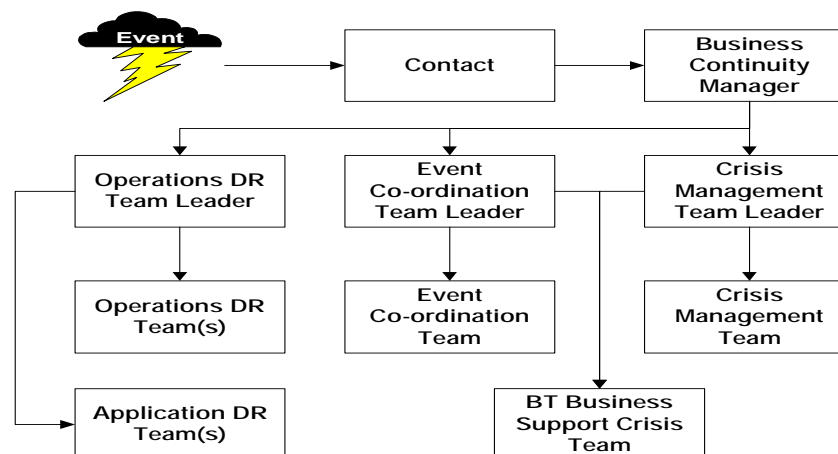 Event
Contact
Business
Continuity
Manager
Operations DR
Team Leader
Event
Co-ordination
Team Leader
Crisis
Management
Team Leader
Operations DR
Team(s)
Event
Co-ordination
Team
Crisis
Management
Team
Application DR
Team(s)
BT Business
Support Crisis
Team